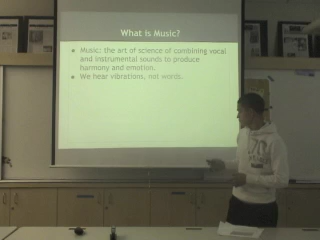 What is Music?
Music: the art of science of combining vocal
and instrumental sounds to produce
harmony and emotion.
We hear vibrations, not words.